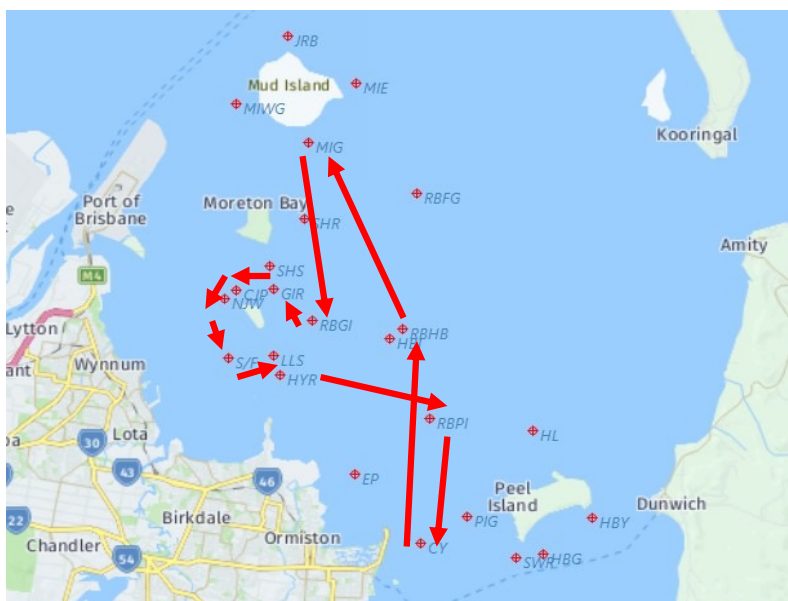 JRB
Mud Island
MIE
MIWG
Kooringal
MIG
RBFG
Port of
Brisbane
Moreton Bay
SHR
Amity
M4
SHS
CJP
GIR
NJW
RBGI
Lytton
RBHB
Wynnum
S/F
LLS
HYR
RBPI
HL
Lota
30
43
46
EP
Peel
Island
Dunwich
22
Birkdale
PIG
HBY
Ormiston
Chandler
CY
54
SWR
HBG